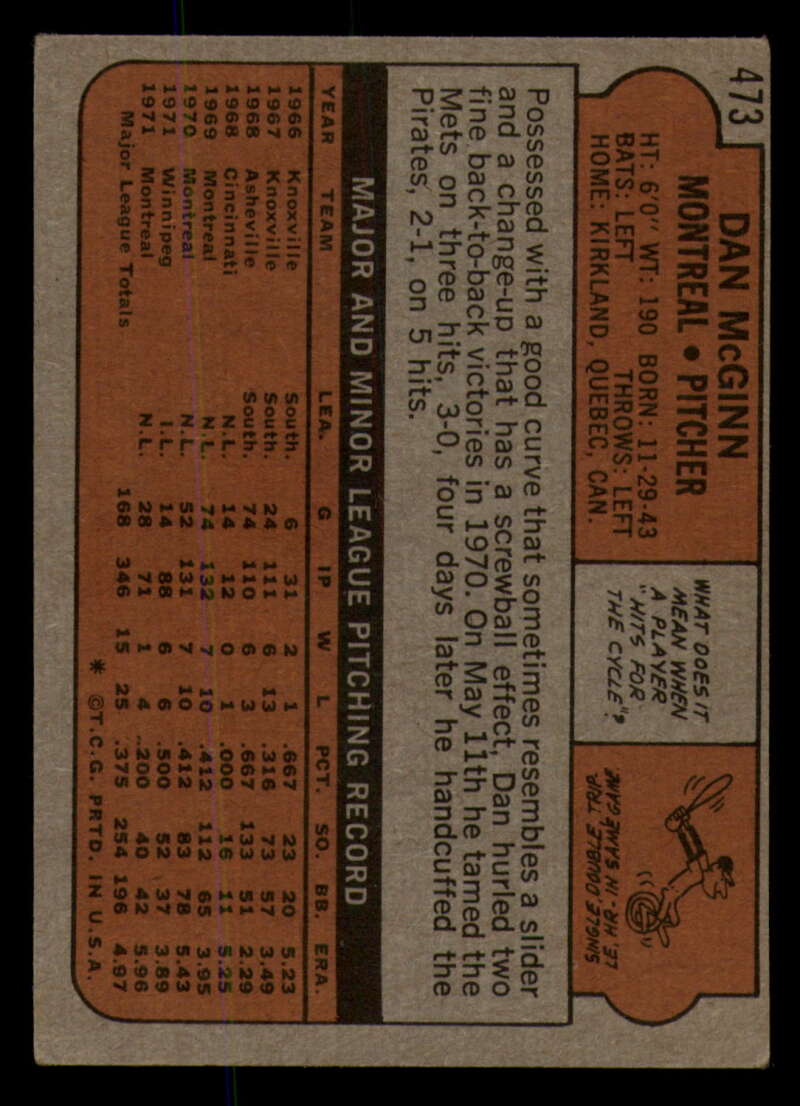 473
DAN McGINN
MONTREAL • PITCHER
HT: 6'0" WT: 190 BORN: 11-29-43
BATS: LEFT THROWS: LEFT
HOME: KIRKLAND, QUEBEC, CAN.
WHAT DOES IT
MEAN WHEN
A PLAYER
"HITS FOR
THE CYCLE"?
SINGLE, DOUBLE, TRIP
LE, HR. IN SAME GAME
Possessed with a good curve that sometimes resembles a slider
and a change-up that has a screwball effect, Dan hurled two
fine back-to-back victories in 1970. On May 11th he tamed the
Mets on three hits, 3-0, four days later he handcuffed the
Pirates, 2-1, on 5 hits.
MAJOR AND MINOR LEAGUE PITCHING RECORD
YEAR TEAM LEA. G IP W L PCT. SO. BB. ERA.
1966 Knoxville South. 6 31 2 1 .667 23 20 5.23
1967 Knoxville South. 24 111 6 13 .316 73 57 3.49
1968 Asheville South. 74 110 6 3 .667 133 51 2.29
1968 Cincinnati N.L. 14 12 0 1 .000 16 11 5.25
1969 Montreal N.L. 74 132 7 10 .412 112 65 3.95
1970 Montreal N.L. 52 131 7 10 .412 83 78 5.43
1971 Winnipeg I.L. 14 88 6 6 .500 52 37 3.89
1971 Montreal N.L. 28 71 1 4 .200 40 42 5.96
Major League Totals 168 346 15 25 .375 254 196 4.97
* ©T.C.G. PRTD. IN U.S.A.